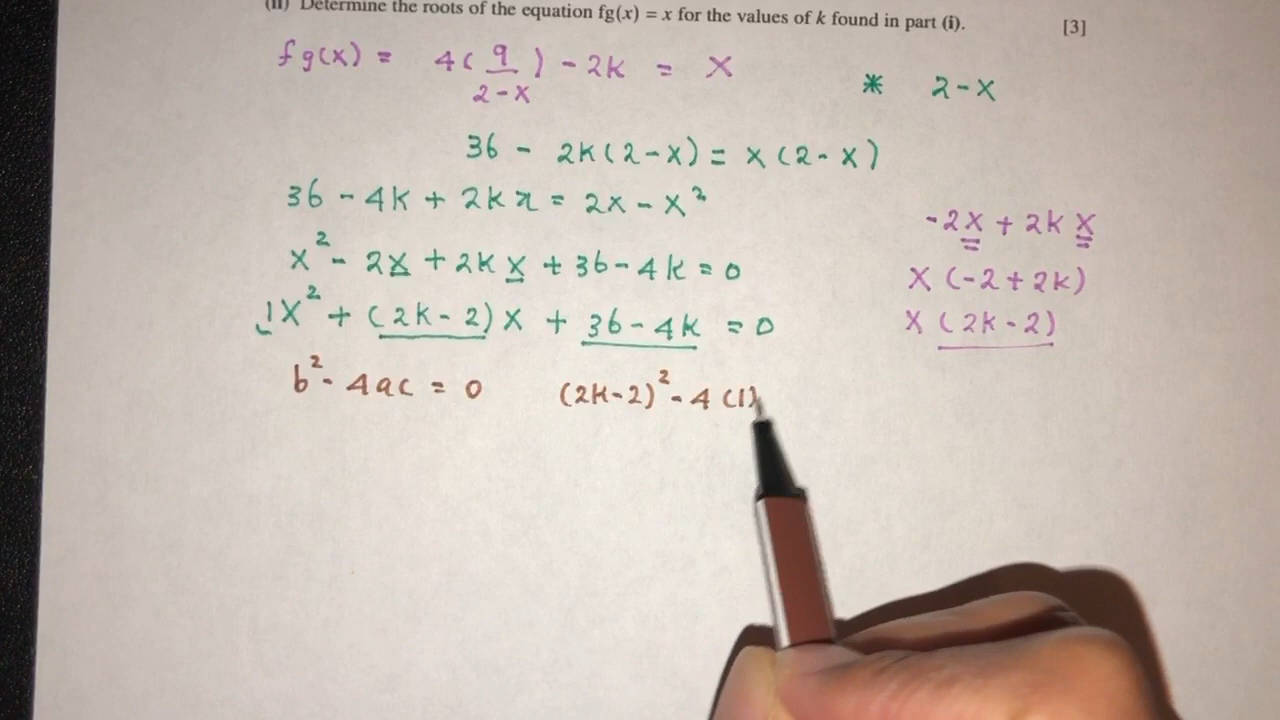 (ii) Determine the roots of the equation fg(x) = x for the values of k found in part (i). [3]
fg(x) = 4(9/2-x) - 2k = x
* 2-x
36 - 2k(2-x) = x(2-x)
36 - 4k + 2kx = 2x - x²
x² - 2x + 2kx + 36 - 4k = 0
1x² + (2k-2)x + 36 - 4k = 0
-2x + 2kx
x(-2+2k)
x(2k-2)
b² - 4ac = 0 (2k-2)² - 4(1)